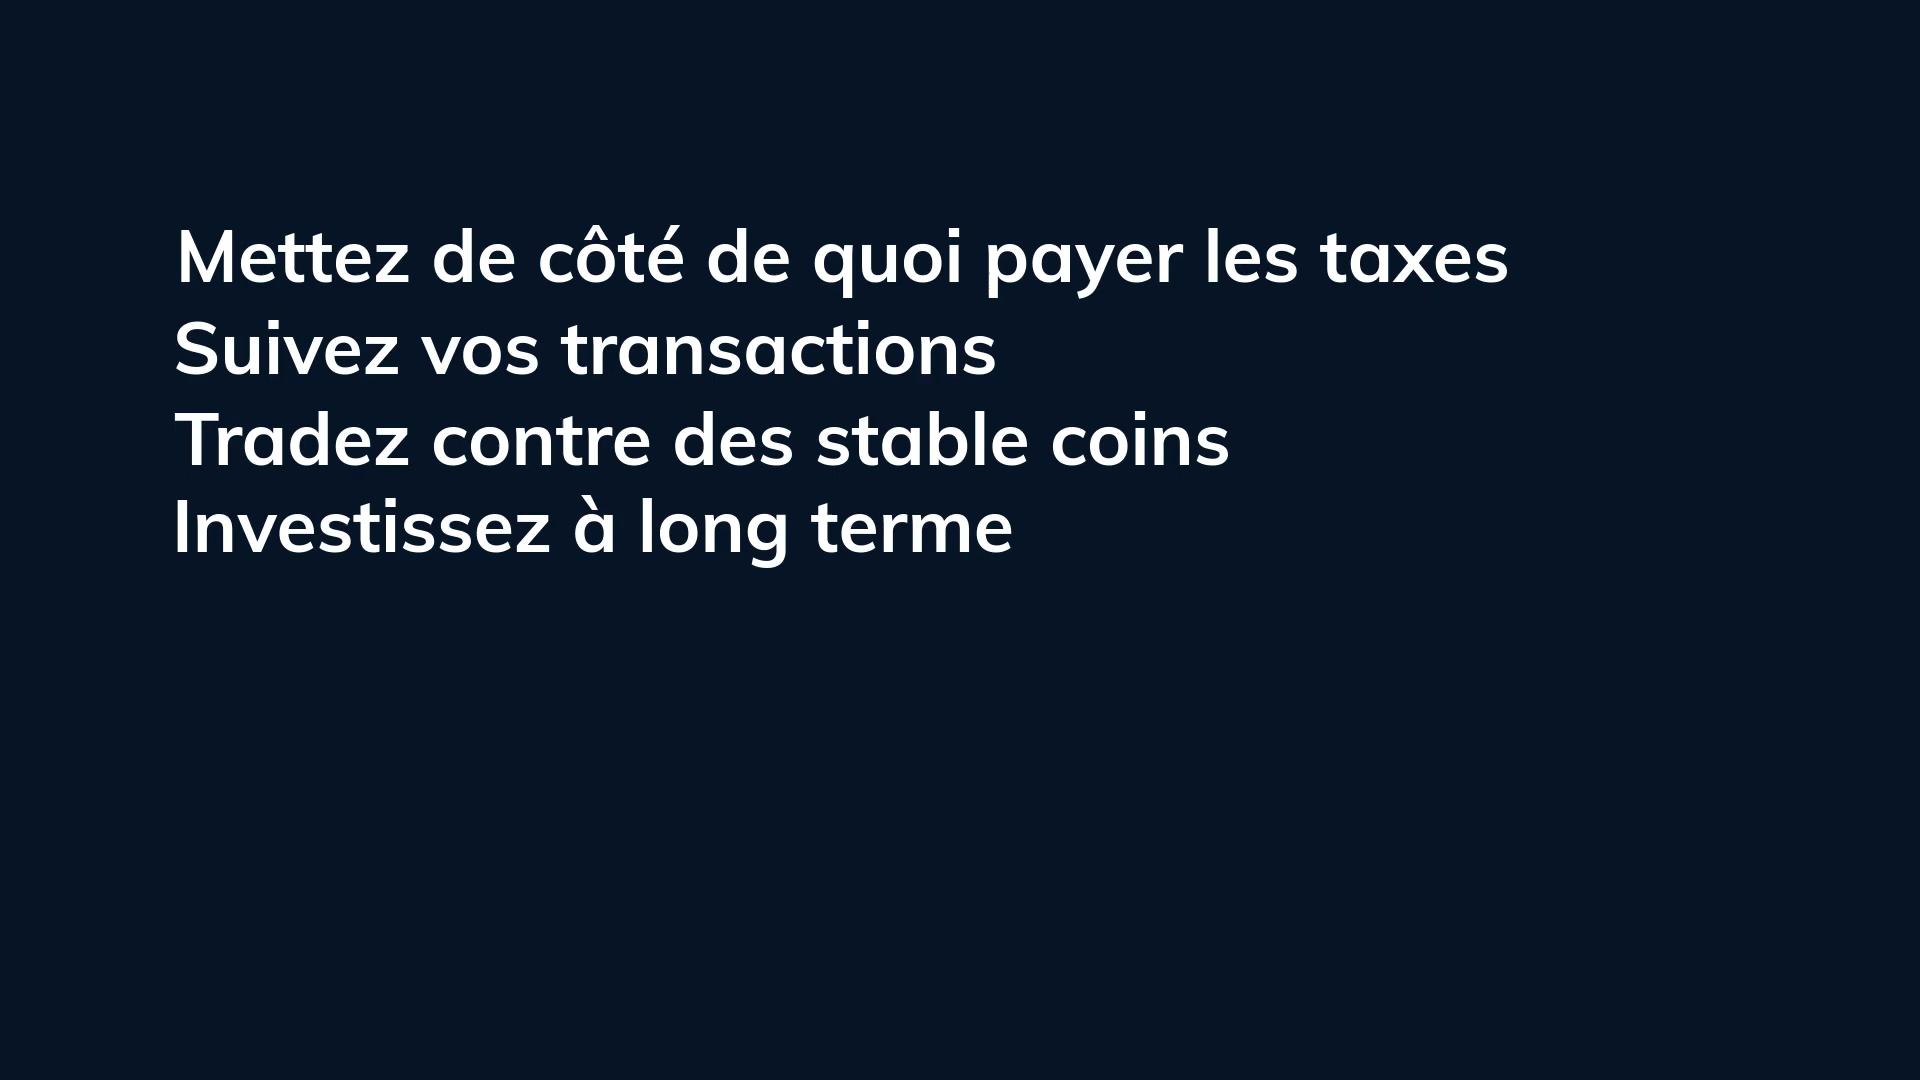 Mettez de côté de quoi payer les taxes
Suivez vos transactions
Tradez contre des stable coins
Investissez à long terme